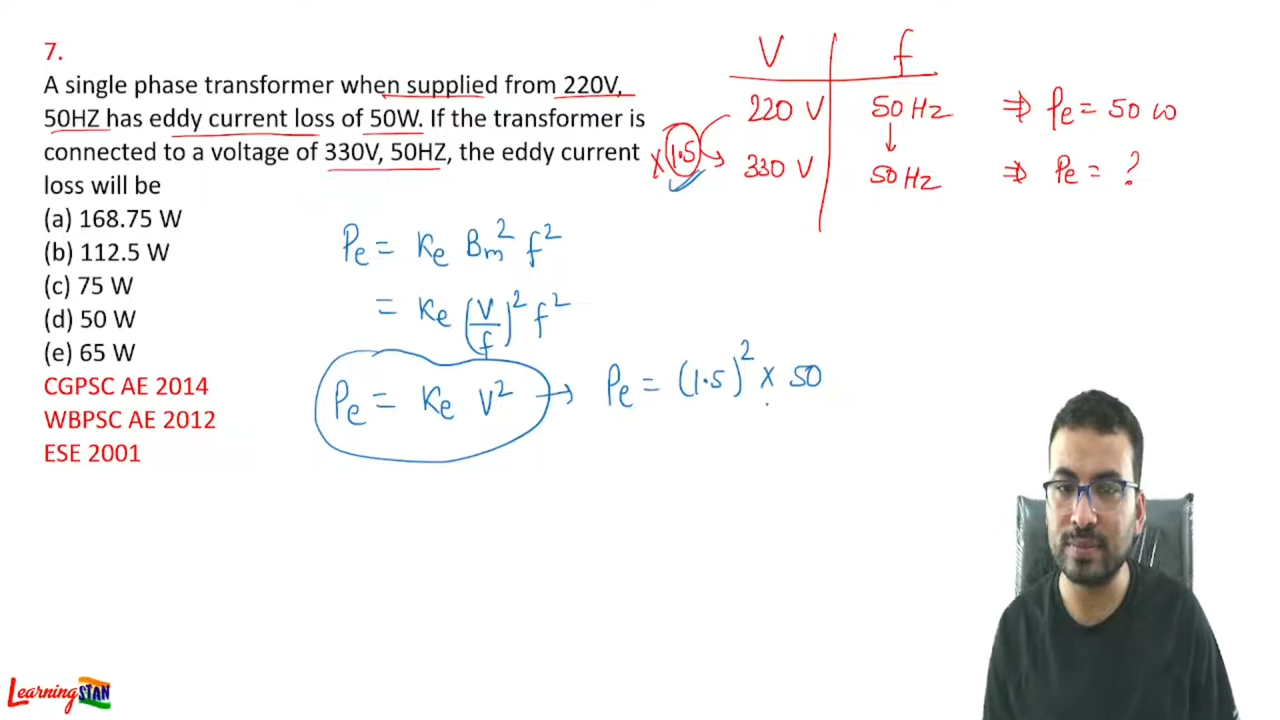 7.
A single phase transformer when supplied from 220V,
50HZ has eddy current loss of 50W. If the transformer is
connected to a voltage of 330V, 50HZ, the eddy current
loss will be
(a) 168.75 W
(b) 112.5 W
(c) 75 W
(d) 50 W
(e) 65 W
CGPSC AE 2014
WBPSC AE 2012
ESE 2001
V f
220 V 50 Hz ⇒ Pe = 50 W
×1.5
330 V 50 Hz ⇒ Pe = ?
Pe = Ke Bm² f²
= Ke (V/f)² f²
Pe = Ke V² → Pe = (1.5)² × 50
LearningSTAN